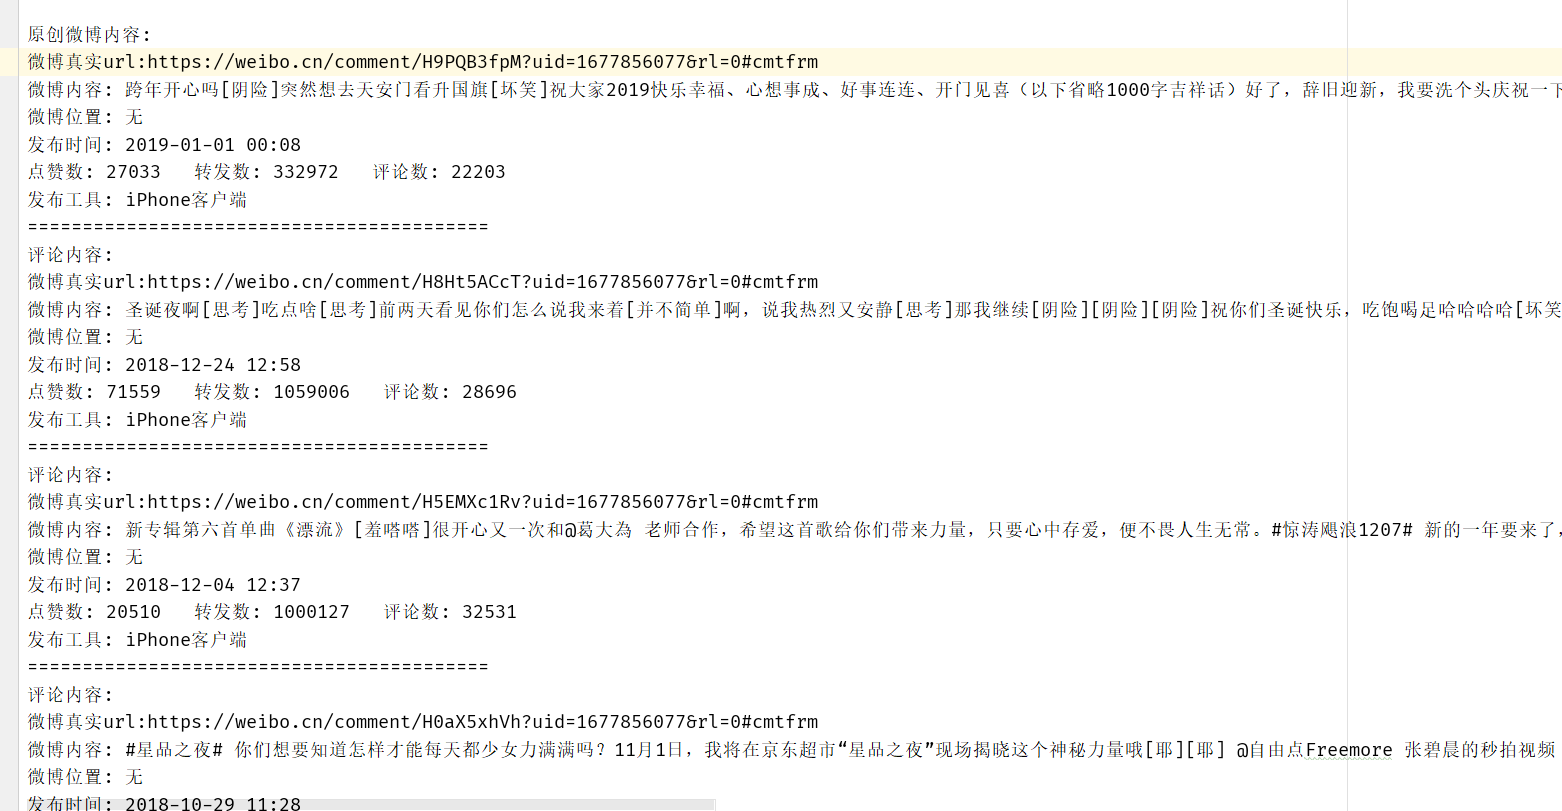 原创微博内容:
微博真实url:https://weibo.cn/comment/H9PQB3fpM?uid=1677856077&rl=0#cmtfrm
微博内容: 跨年开心吗[阴险]突然想去天安门看升国旗[坏笑]祝大家2019快乐幸福、心想事成、好事连连、开门见喜（以下省略1000字吉祥话）好了，辞旧迎新，我要洗个头庆祝一下
微博位置: 无
发布时间: 2019-01-01 00:08
点赞数: 27033   转发数: 332972   评论数: 22203
发布工具: iPhone客户端
==========================================
评论内容:
微博真实url:https://weibo.cn/comment/H8Ht5ACcT?uid=1677856077&rl=0#cmtfrm
微博内容: 圣诞夜啊[思考]吃点啥[思考]前两天看见你们怎么说我来着[并不简单]啊，说我热烈又安静[思考]那我继续[阴险][阴险][阴险]祝你们圣诞快乐，吃饱喝足哈哈哈哈[坏笑
微博位置: 无
发布时间: 2018-12-24 12:58
点赞数: 71559   转发数: 1059006   评论数: 28696
发布工具: iPhone客户端
==========================================
评论内容:
微博真实url:https://weibo.cn/comment/H5EMXc1Rv?uid=1677856077&rl=0#cmtfrm
微博内容: 新专辑第六首单曲《漂流》[羞嗒嗒]很开心又一次和@葛大為 老师合作，希望这首歌给你们带来力量，只要心中存爱，便不畏人生无常。#惊涛飓浪1207# 新的一年要来了，
微博位置: 无
发布时间: 2018-12-04 12:37
点赞数: 20510   转发数: 1000127   评论数: 32531
发布工具: iPhone客户端
==========================================
评论内容:
微博真实url:https://weibo.cn/comment/H0aX5xhVh?uid=1677856077&rl=0#cmtfrm
微博内容: #星品之夜# 你们想要知道怎样才能每天都少女力满满吗？11月1日，我将在京东超市“星品之夜”现场揭晓这个神秘力量哦[耶][耶] @自由点Freemore 张碧晨的秒拍视频
微博位置: 无
发布时间: 2018-10-29 11:28